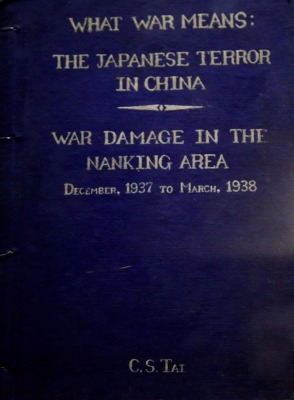 WHAT WAR MEANS:
THE JAPANESE TERROR
IN CHINA
WAR DAMAGE IN THE
NANKING AREA
DECEMBER, 1937 TO MARCH, 1938
C.S.TAT